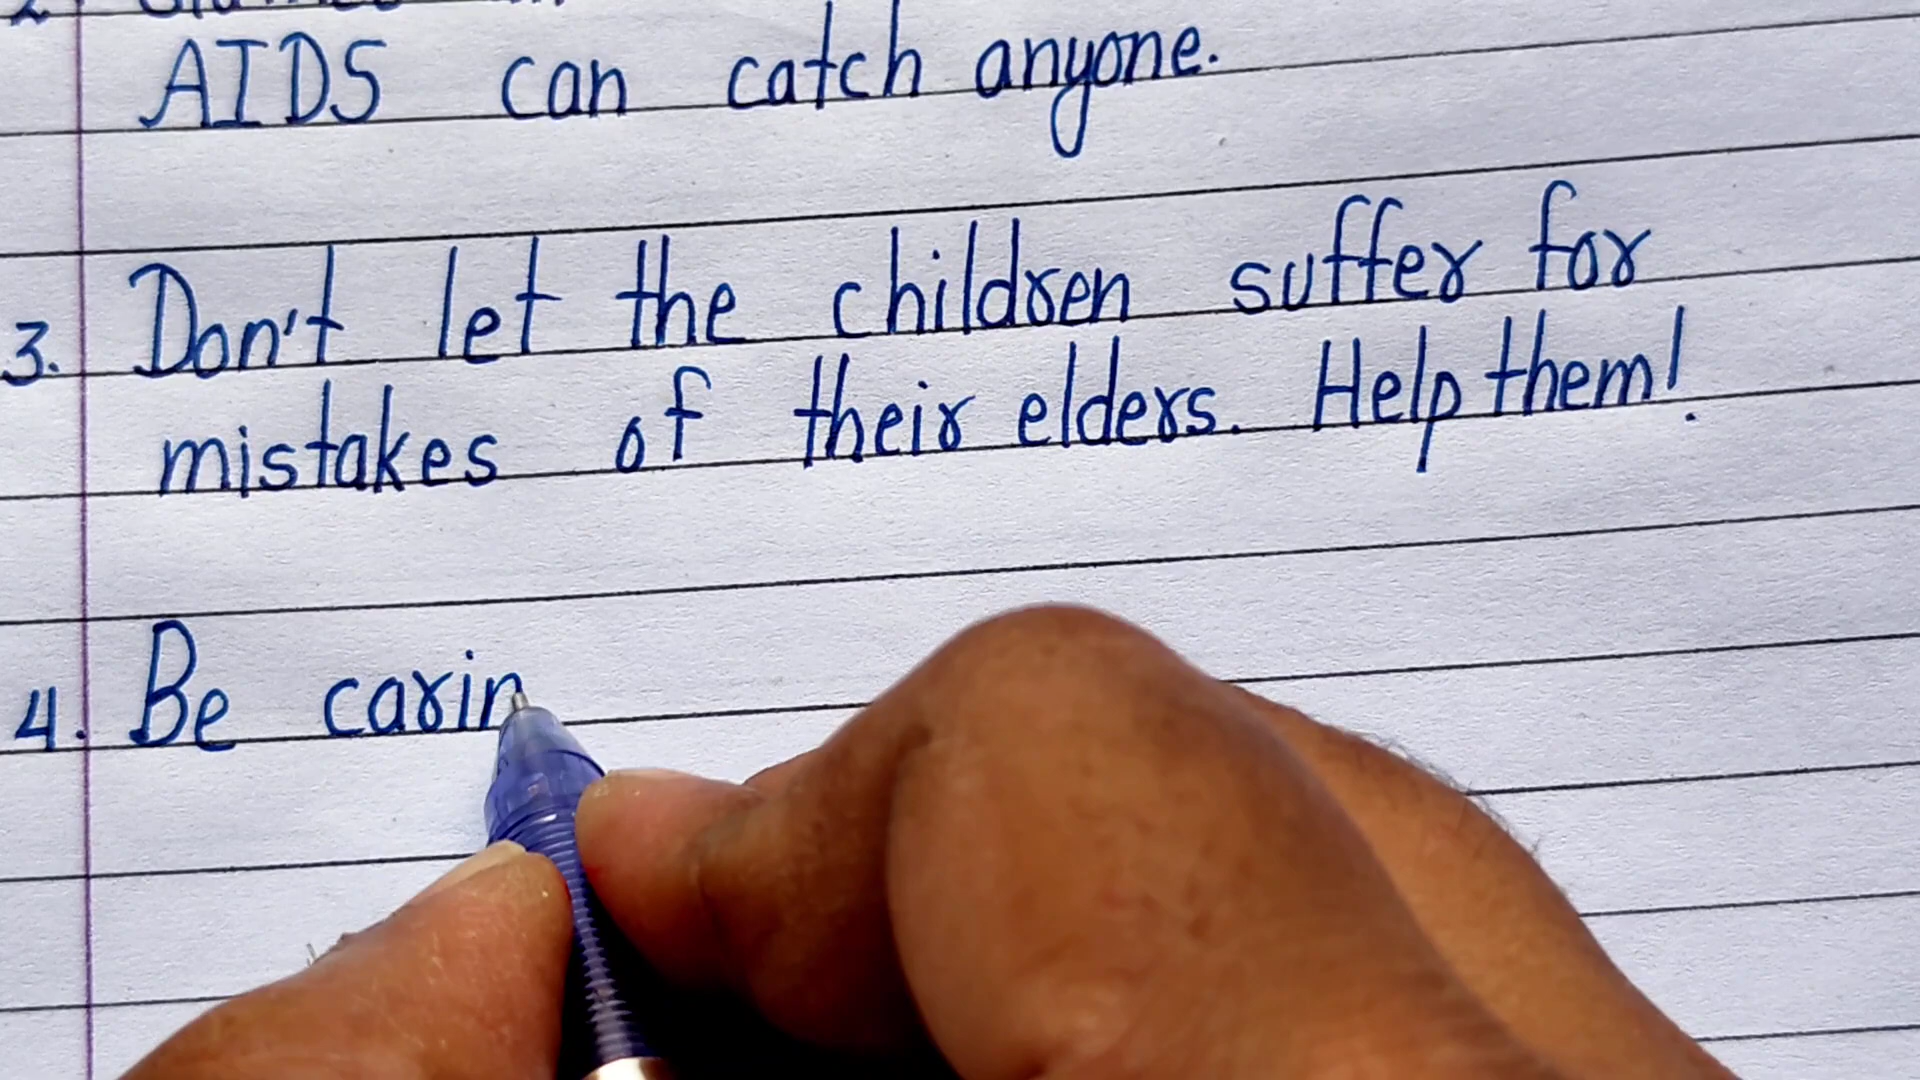 AIDS can catch anyone.
3. Don't let the children suffer for
mistakes of their elders. Help them!
4. Be carin